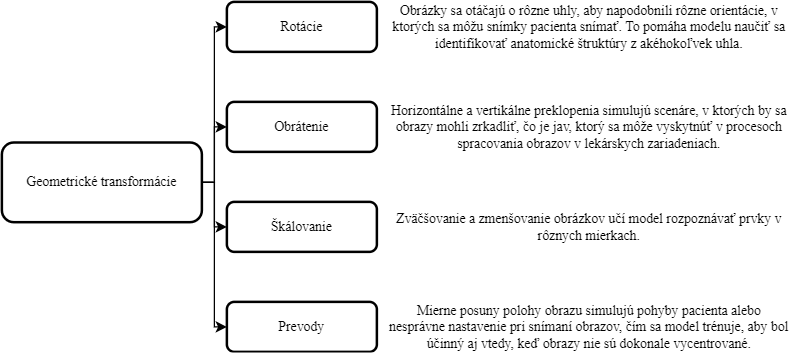 Geometrické transformácie
Rotácie
Obrázky sa otáčajú o rôzne uhly, aby napodobnili rôzne orientácie, v
ktorých sa môžu snímky pacienta snímať. To pomáha modelu naučiť sa
identifikovať anatomické štruktúry z akéhokoľvek uhla.
Obrátenie
Horizontálne a vertikálne preklopenia simulujú scenáre, v ktorých by sa
obrazy mohli zrkadliť, čo je jav, ktorý sa môže vyskytnúť v procesoch
spracovania obrazov v lekárskych zariadeniach.
Škálovanie
Zväčšovanie a zmenšovanie obrázkov učí model rozpoznávať prvky v
rôznych mierkach.
Prevody
Mierne posuny polohy obrazu simulujú pohyby pacienta alebo
nesprávne nastavenie pri snímaní obrazov, čím sa model trénuje, aby bol
účinný aj vtedy, keď obrazy nie sú dokonale vycentrované.